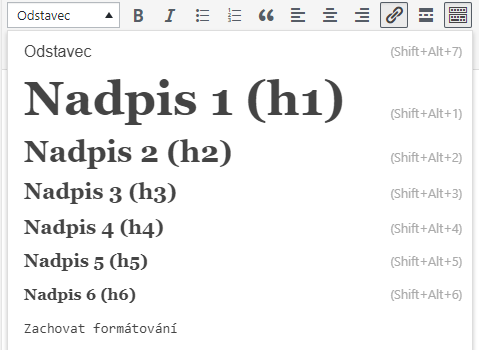 Odstavec
B I
Odstavec (Shift+Alt+7)
Nadpis 1 (h1) (Shift+Alt+1)
Nadpis 2 (h2) (Shift+Alt+2)
Nadpis 3 (h3) (Shift+Alt+3)
Nadpis 4 (h4) (Shift+Alt+4)
Nadpis 5 (h5) (Shift+Alt+5)
Nadpis 6 (h6) (Shift+Alt+6)
Zachovat formátování